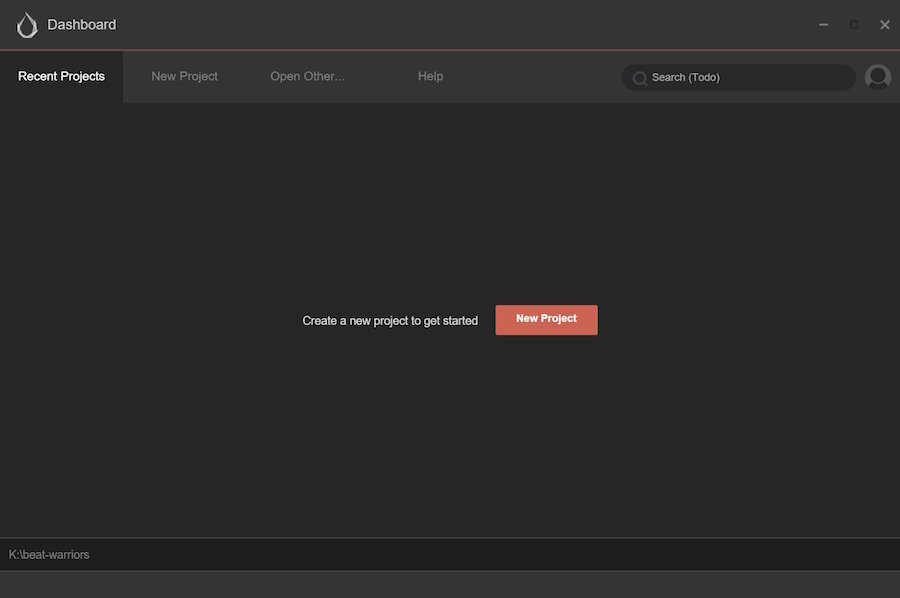 Dashboard
Recent Projects
New Project
Open Other...
Help
Search (Todo)
Create a new project to get started
New Project
K:\beat-warriors